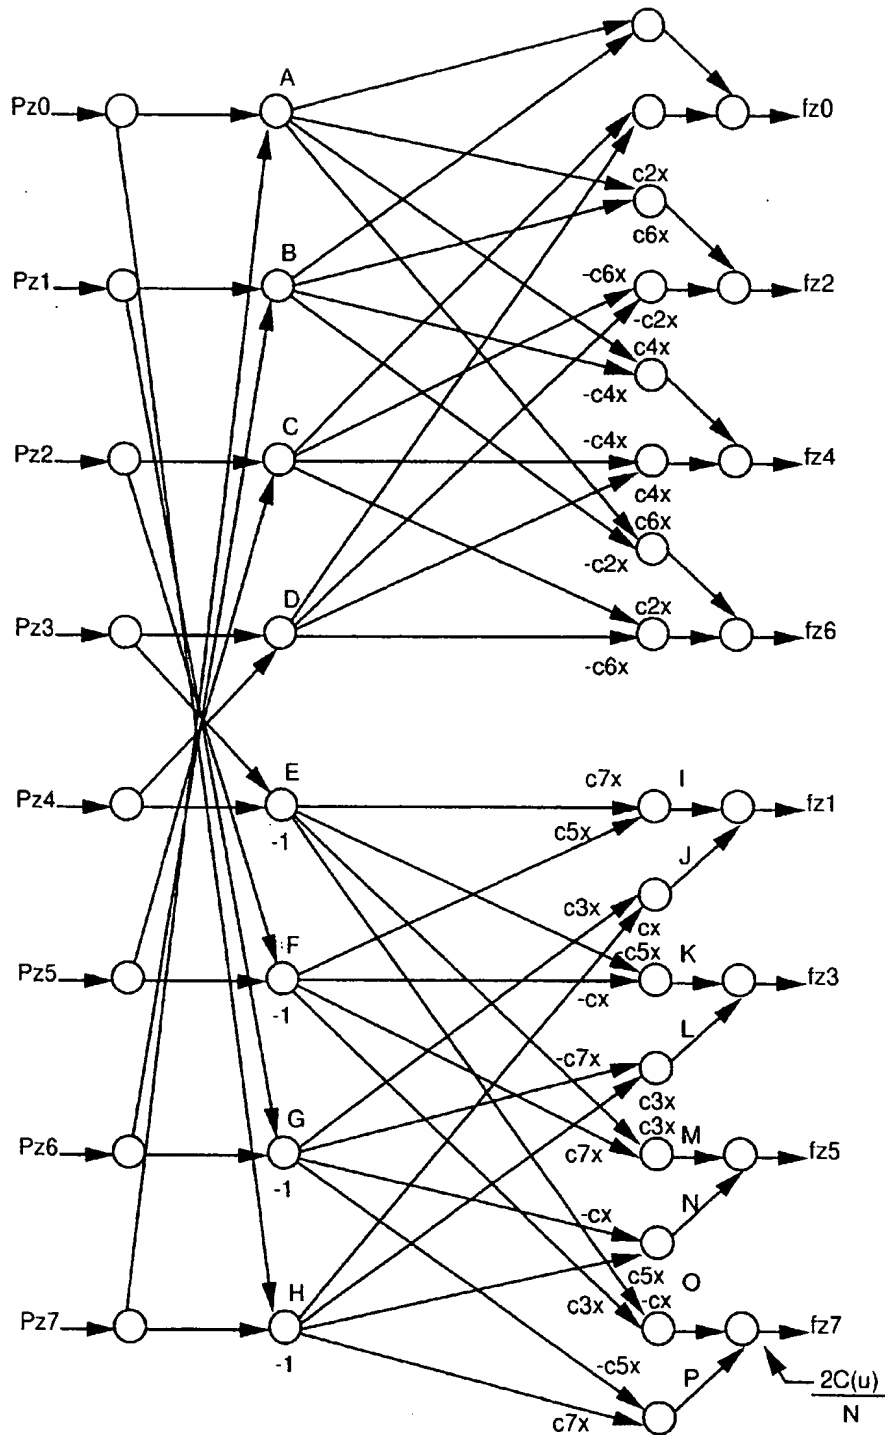 A
Pz0
fz0
c2x
c6x
B
Pz1
-c6x
fz2
-c2x
c4x
-c4x
C
-c4x
Pz2
fz4
c4x
c6x
-c2x
D
c2x
Pz3
fz6
-c6x
E
c7x
I
Pz4
fz1
-1
c5x
J
c3x
cx
F
-c5x
K
Pz5
fz3
-1
-cx
L
-c7x
G
c3x
c3x
M
Pz6
fz5
-1
c7x
N
-cx
H
c5x
O
c3x
-cx
Pz7
fz7
-1
-c5x
P
2C(u)
N
c7x